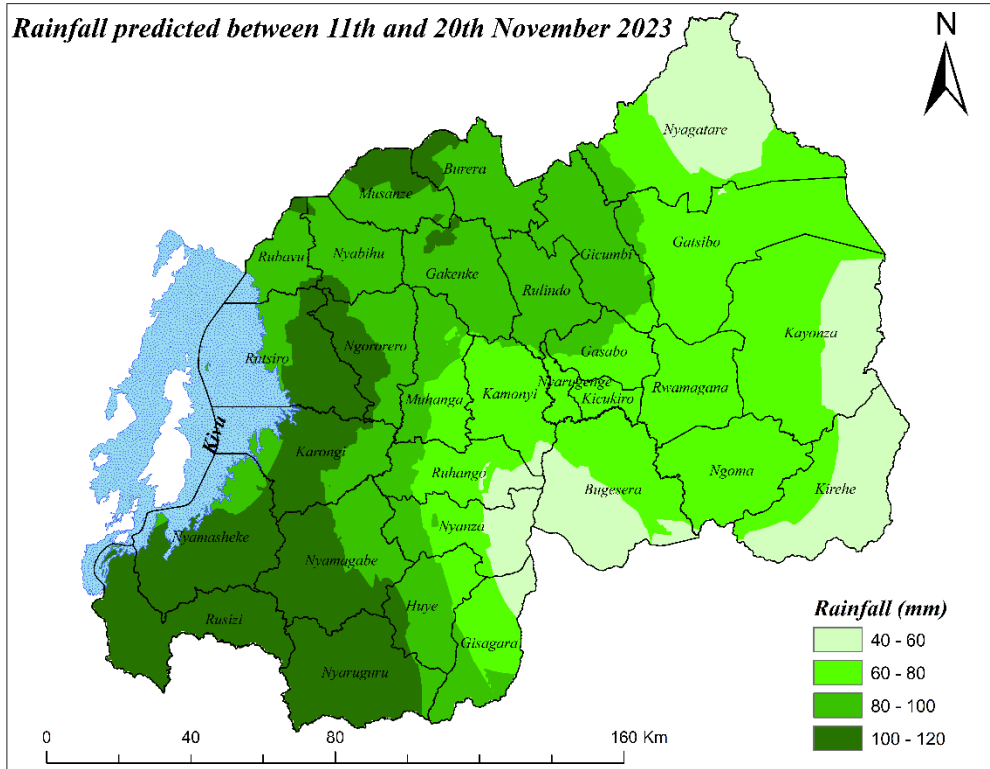 Rainfall predicted between 11th and 20th November 2023
N
Nyagatare
Burera
Musanze
Rubavu
Nyabihu
Gakenke
Gicumbi
Gatsibo
Rulindo
Kayonza
Rutsiro
Ngororero
Gasabo
Nyarugenge
Kicukiro
Rwamagana
Muhanga
Kamonyi
Kivu
Karongi
Ruhango
Ngoma
Bugesera
Kirehe
Nyamasheke
Nyanza
Nyamagabe
Huye
Rusizi
Gisagara
Nyaruguru
Rainfall (mm)
40 - 60
60 - 80
80 - 100
100 - 120
0 40 80 160 Km